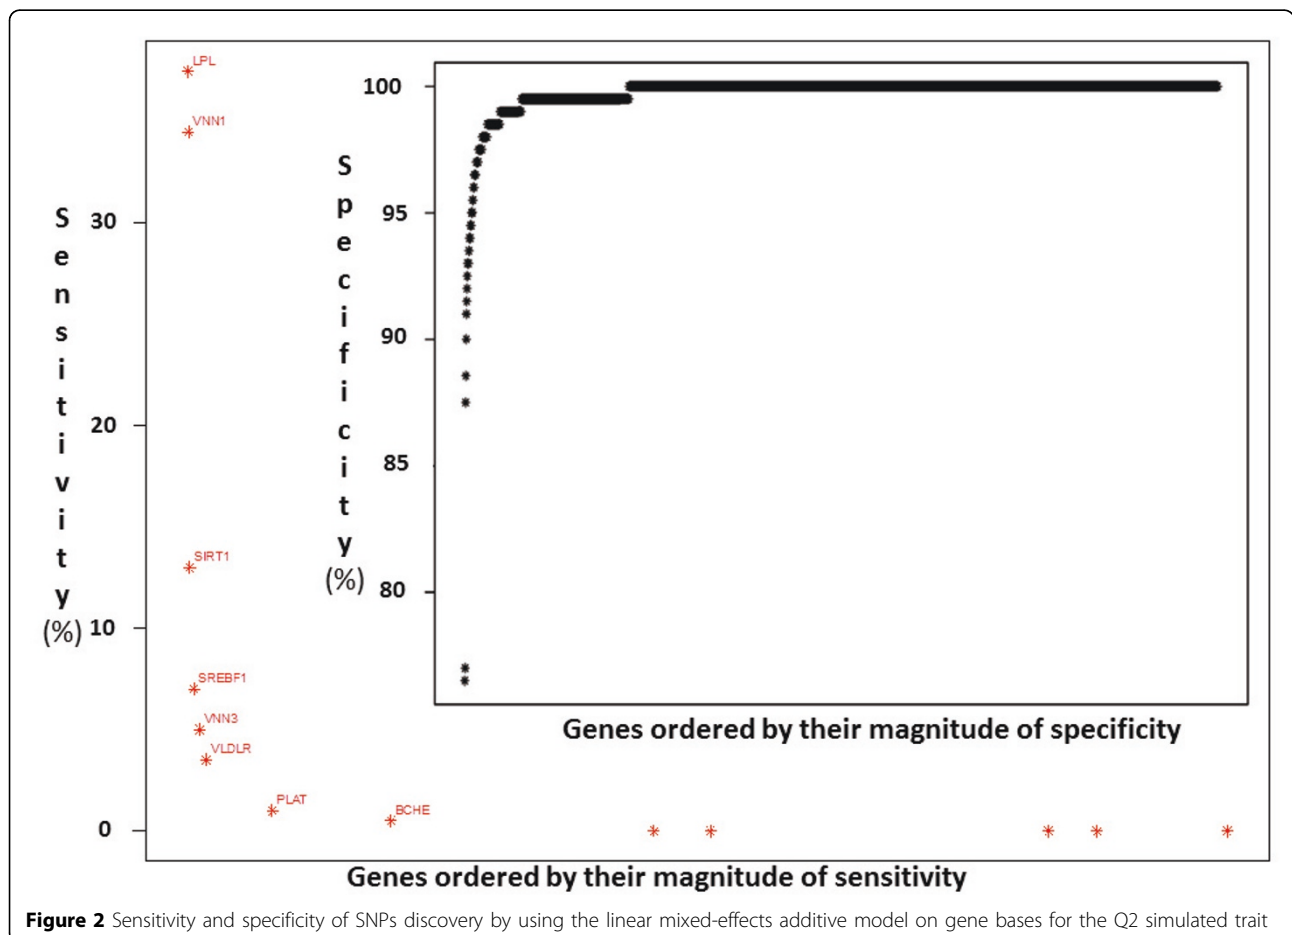 LPL
VNN1
SIRT1
SREBF1
VNN3
VLDLR
PLAT
BCHE
Sensitivity
(%)
30
20
10
0
Specificity
(%)
100
95
90
85
80
Genes ordered by their magnitude of specificity
Genes ordered by their magnitude of sensitivity
Figure 2 Sensitivity and specificity of SNPs discovery by using the linear mixed-effects additive model on gene bases for the Q2 simulated trait